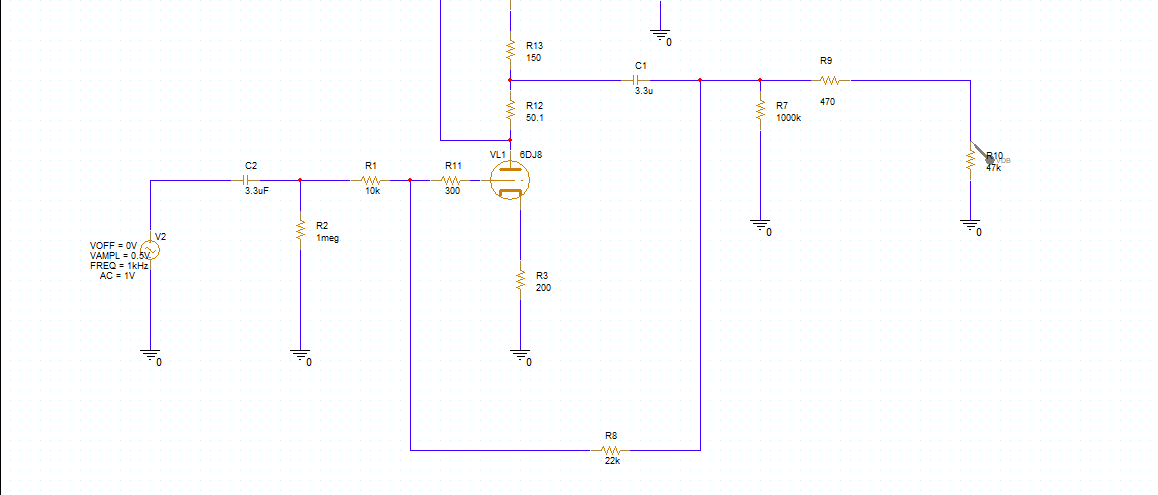 0
R13
150
C1
3.3u
R9
470
R12
50.1
R7
1000k
VL1
6DJ8
R10
VDB
47k
C2
3.3uF
R1
10k
R11
300
R2
1meg
V2
VOFF = 0V
VAMPL = 0.5V
FREQ = 1kHz
AC = 1V
0
0
R3
200
0
0
0
R8
22k